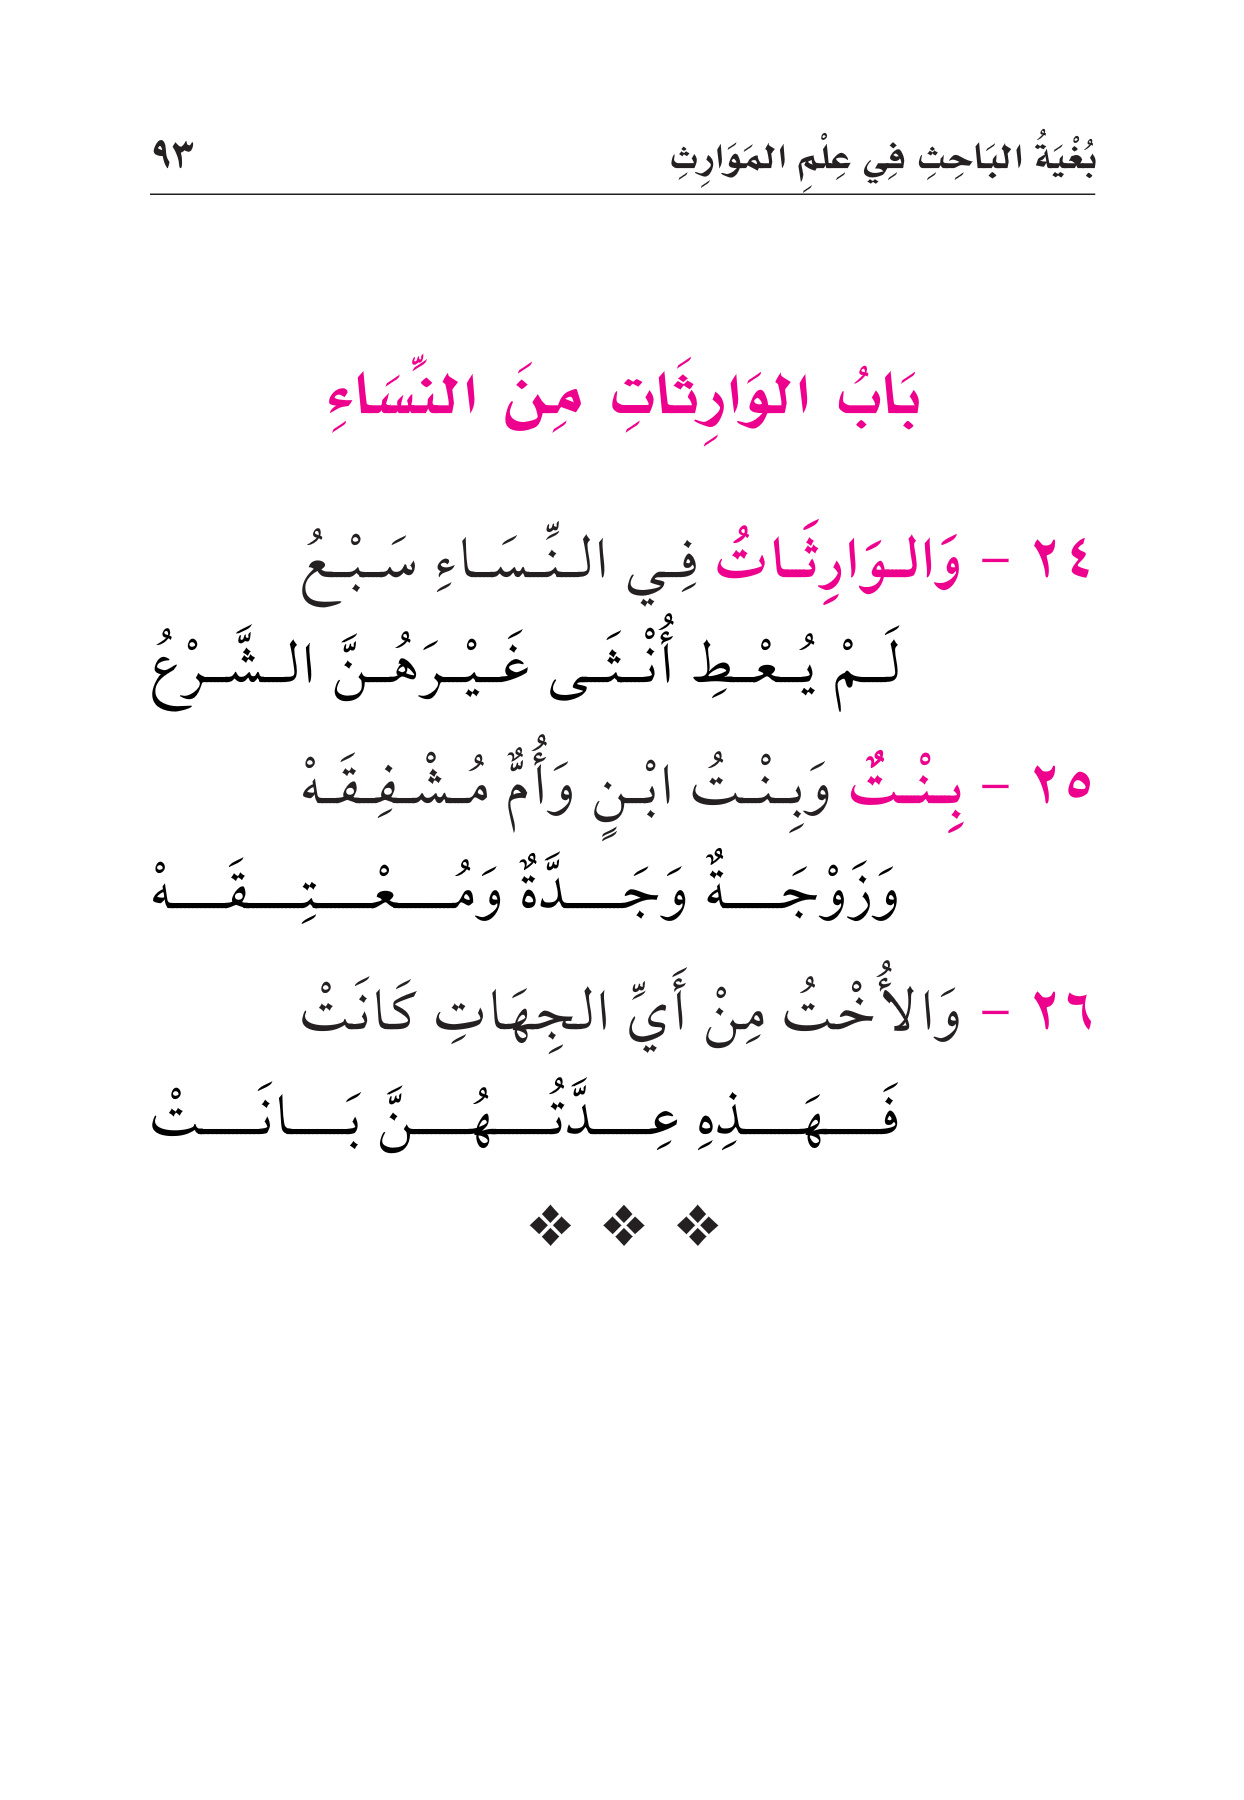 بُغْيَةُ البَاحِثِ فِي عِلْمِ المَوَارِثِ ٩٣
بَابُ الوَارِثَاتِ مِنَ النِّسَاءِ
٢٤ - وَالوَارِثَاتُ فِي النِّسَاءِ سَبْعُ
لَمْ يُعْطِ أُنْثَى غَيْرَهُنَّ الشَّرْعُ
٢٥ - بِنْتٌ وَبِنْتُ ابْنٍ وَأُمٌّ مُشْفِقَهْ
وَزَوْجَةٌ وَجَدَّةٌ وَمُعْتِقَهْ
٢٦ - وَالأُخْتُ مِنْ أَيِّ الجِهَاتِ كَانَتْ
فَهَذِهِ عِدَّتُهُنَّ بَانَتْ